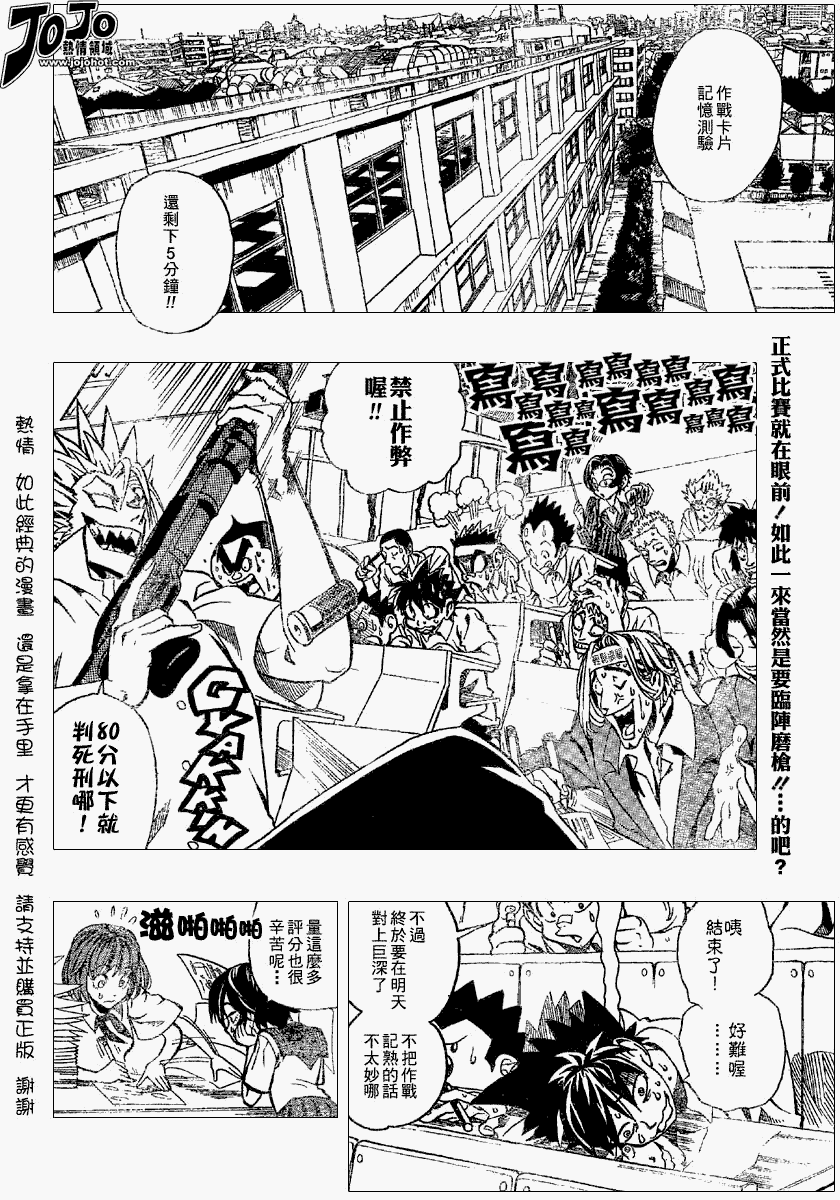 JOJO
熱情領域
www.jojohot.com
作戰卡片
記憶測驗
還剩下5分鐘!!
正式比賽就在眼前!如此一來當然是要臨陣磨槍!!……的吧?
寫寫寫寫寫寫
寫寫寫寫寫寫寫寫寫
寫寫
禁止作弊
喔!!
GYAKKIN
80分以下就
判死刑哪!
咦
結束了!
………
好難喔
不過
終於要在明天
對上巨深了
不把作戰
記熟的話
不太妙哪
量這麼多
評分也很
辛苦呢…
滋啪啪啪
熱情 如此經典的漫畫 還是拿在手里 才更有感覺 請支持並購買正版 謝謝